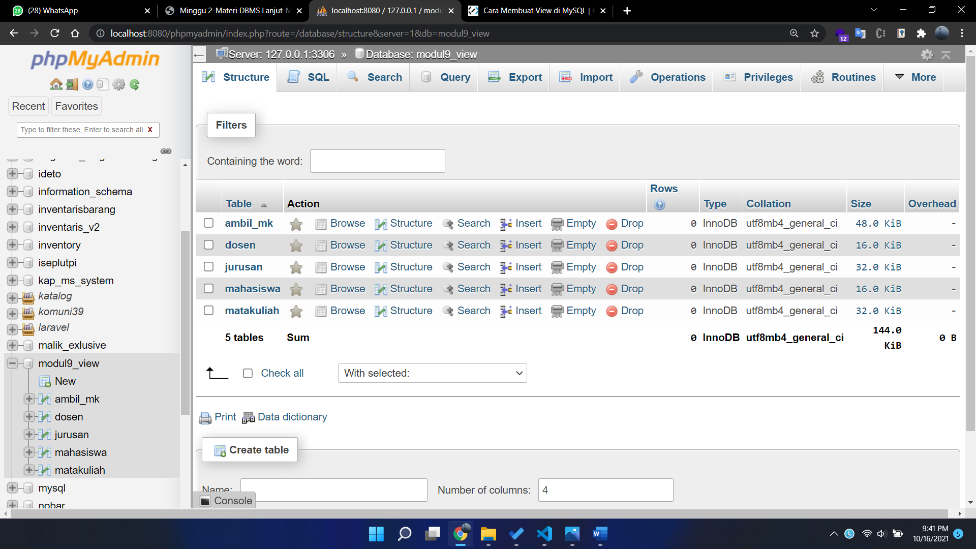 (28) WhatsApp
Minggu 2-Materi DBMS Lanjut-M
localhost:8080 / 127.0.0.1 / modu
Cara Membuat View di MySQL |
localhost:8080/phpmyadmin/index.php?route=/database/structure&server=1&db=modul9_view
12
phpMyAdmin
Recent
Favorites
Type to filter these, Enter to search all
X
ideto
information_schema
inventarisbarang
inventaris_v2
inventory
iseplutpi
kap_ms_system
katalog
komuni39
laravel
malik_exlusive
modul9_view
New
ambil_mk
dosen
jurusan
mahasiswa
matakuliah
mysql
Server: 127.0.0.1:3306 » Database: modul9_view
Structure SQL Search Query Export Import Operations Privileges Routines More
Filters
Containing the word:
Table Action Rows Type Collation Size Overhead
ambil_mk Browse Structure Search Insert Empty Drop 0 InnoDB utf8mb4_general_ci 48.0 KiB -
dosen Browse Structure Search Insert Empty Drop 0 InnoDB utf8mb4_general_ci 16.0 KiB -
jurusan Browse Structure Search Insert Empty Drop 0 InnoDB utf8mb4_general_ci 32.0 KiB -
mahasiswa Browse Structure Search Insert Empty Drop 0 InnoDB utf8mb4_general_ci 16.0 KiB -
matakuliah Browse Structure Search Insert Empty Drop 0 InnoDB utf8mb4_general_ci 32.0 KiB -
5 tables Sum 0 InnoDB utf8mb4_general_ci 144.0 KiB 0 B
Check all
With selected:
Print Data dictionary
Create table
Name:
Number of columns: 4
Console
9:41 PM
10/16/2021